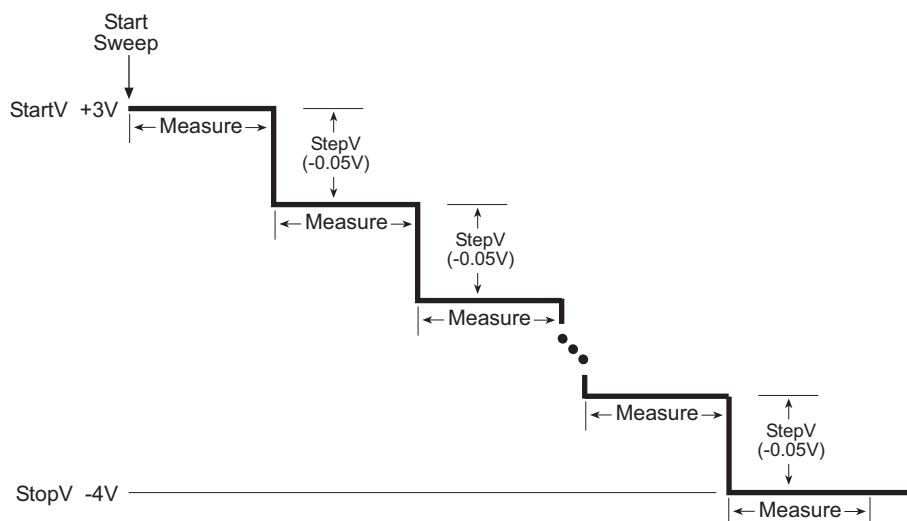 Start
Sweep
StartV +3V
Measure
StepV
(-0.05V)
Measure
StepV
(-0.05V)
Measure
Measure
StepV
(-0.05V)
StopV -4V
Measure